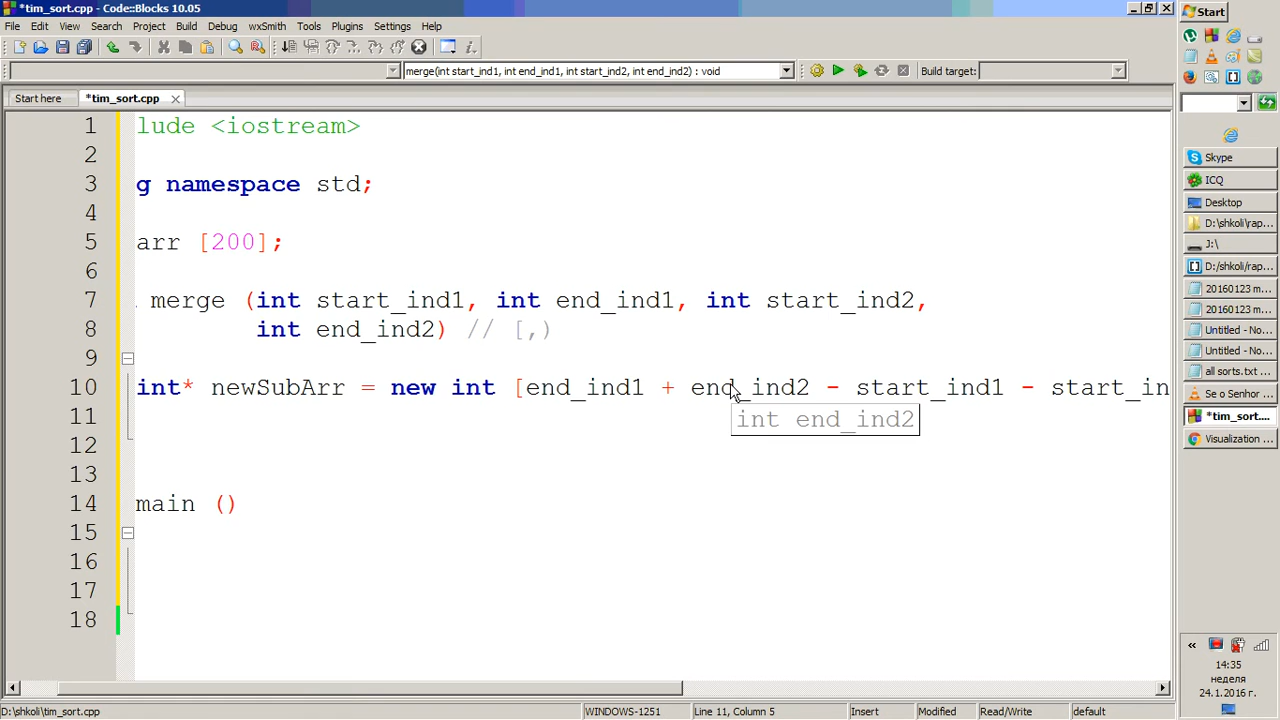 *tim_sort.cpp - Code::Blocks 10.05
File Edit View Search Project Build Debug wxSmith Tools Plugins Settings Help
merge(int start_ind1, int end_ind1, int start_ind2, int end_ind2) : void
Build target:
Start here
*tim_sort.cpp
1 lude <iostream>
2
3 g namespace std;
4
5 arr [200];
6
7 merge (int start_ind1, int end_ind1, int start_ind2,
8 int end_ind2) // [,)
9
10 int* newSubArr = new int [end_ind1 + end_ind2 - start_ind1 - start_in
11 int end_ind2
12
13
14 main ()
15
16
17
18
D:\shkoli\tim_sort.cpp
WINDOWS-1251
Line 11, Column 5
Insert
Modified
Read/Write
default
Start
Skype
ICQ
Desktop
D:\shkoli\rap...
J:\
D:/shkoli/rap...
20160123 m...
20160123 m...
Untitled - No...
Untitled - No...
all sorts.txt ...
Se o Senhor ...
*tim_sort....
Visualization ...
14:35
неделя
24.1.2016 г.